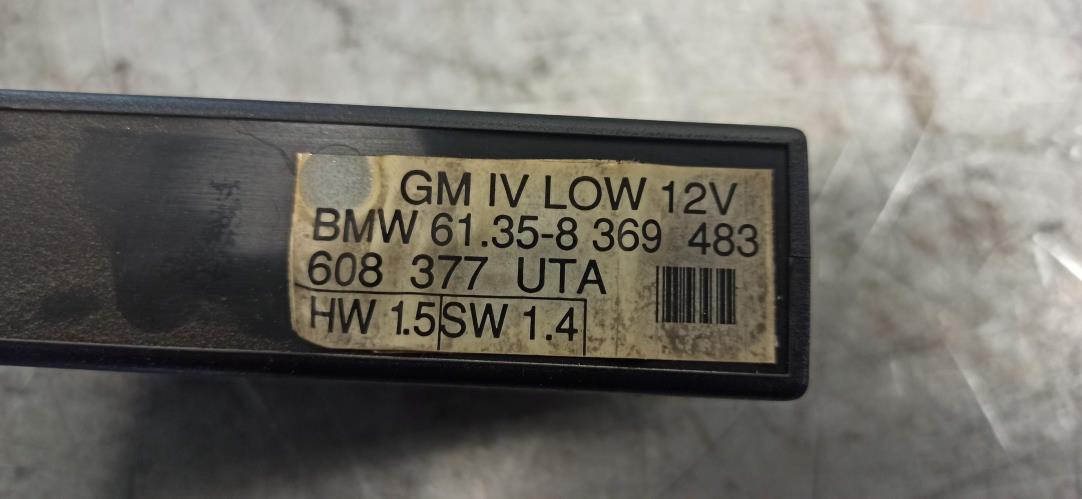 GM IV LOW 12V
BMW 61.35-8 369 483
608 377 UTA
HW 1.5 SW 1.4